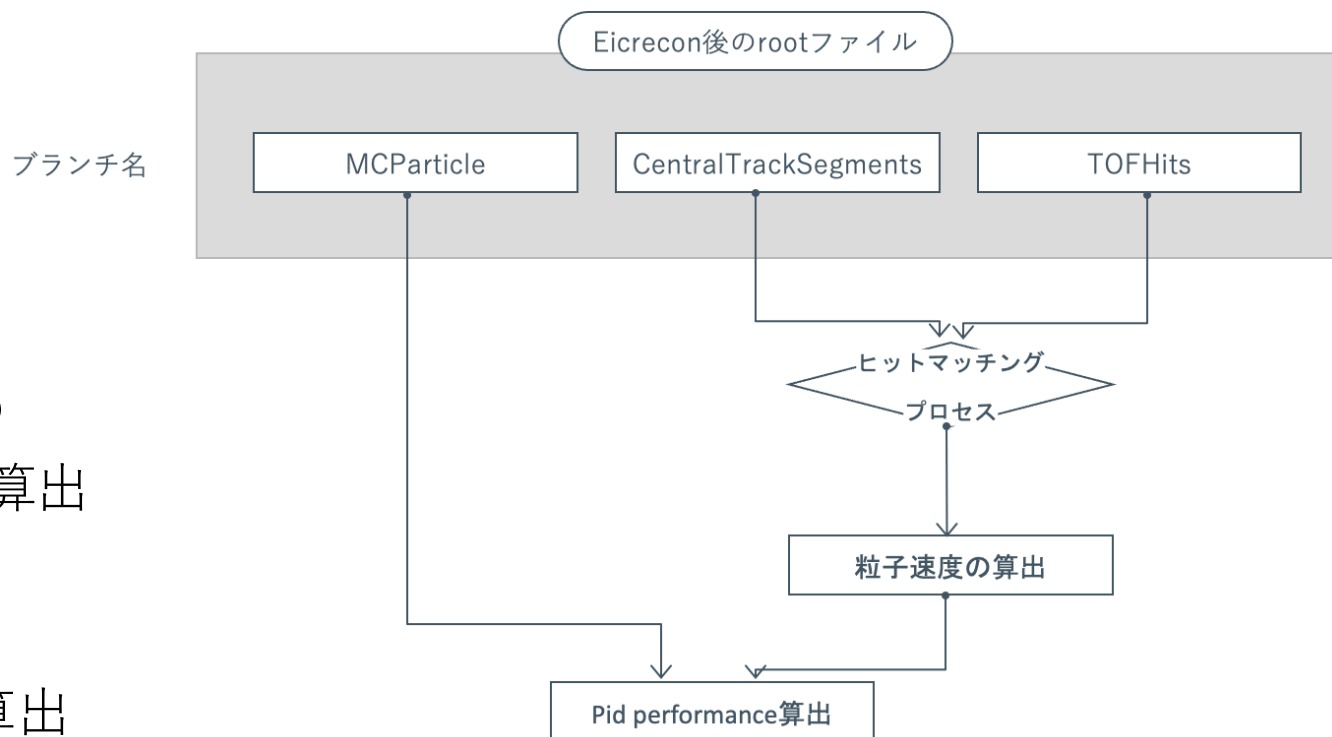 Eicrecon後のrootファイル
ブランチ名
MCParticle
CentralTrackSegments
TOFHits
ヒットマッチング
プロセス
算出
粒子速度の算出
算出
Pid performance算出